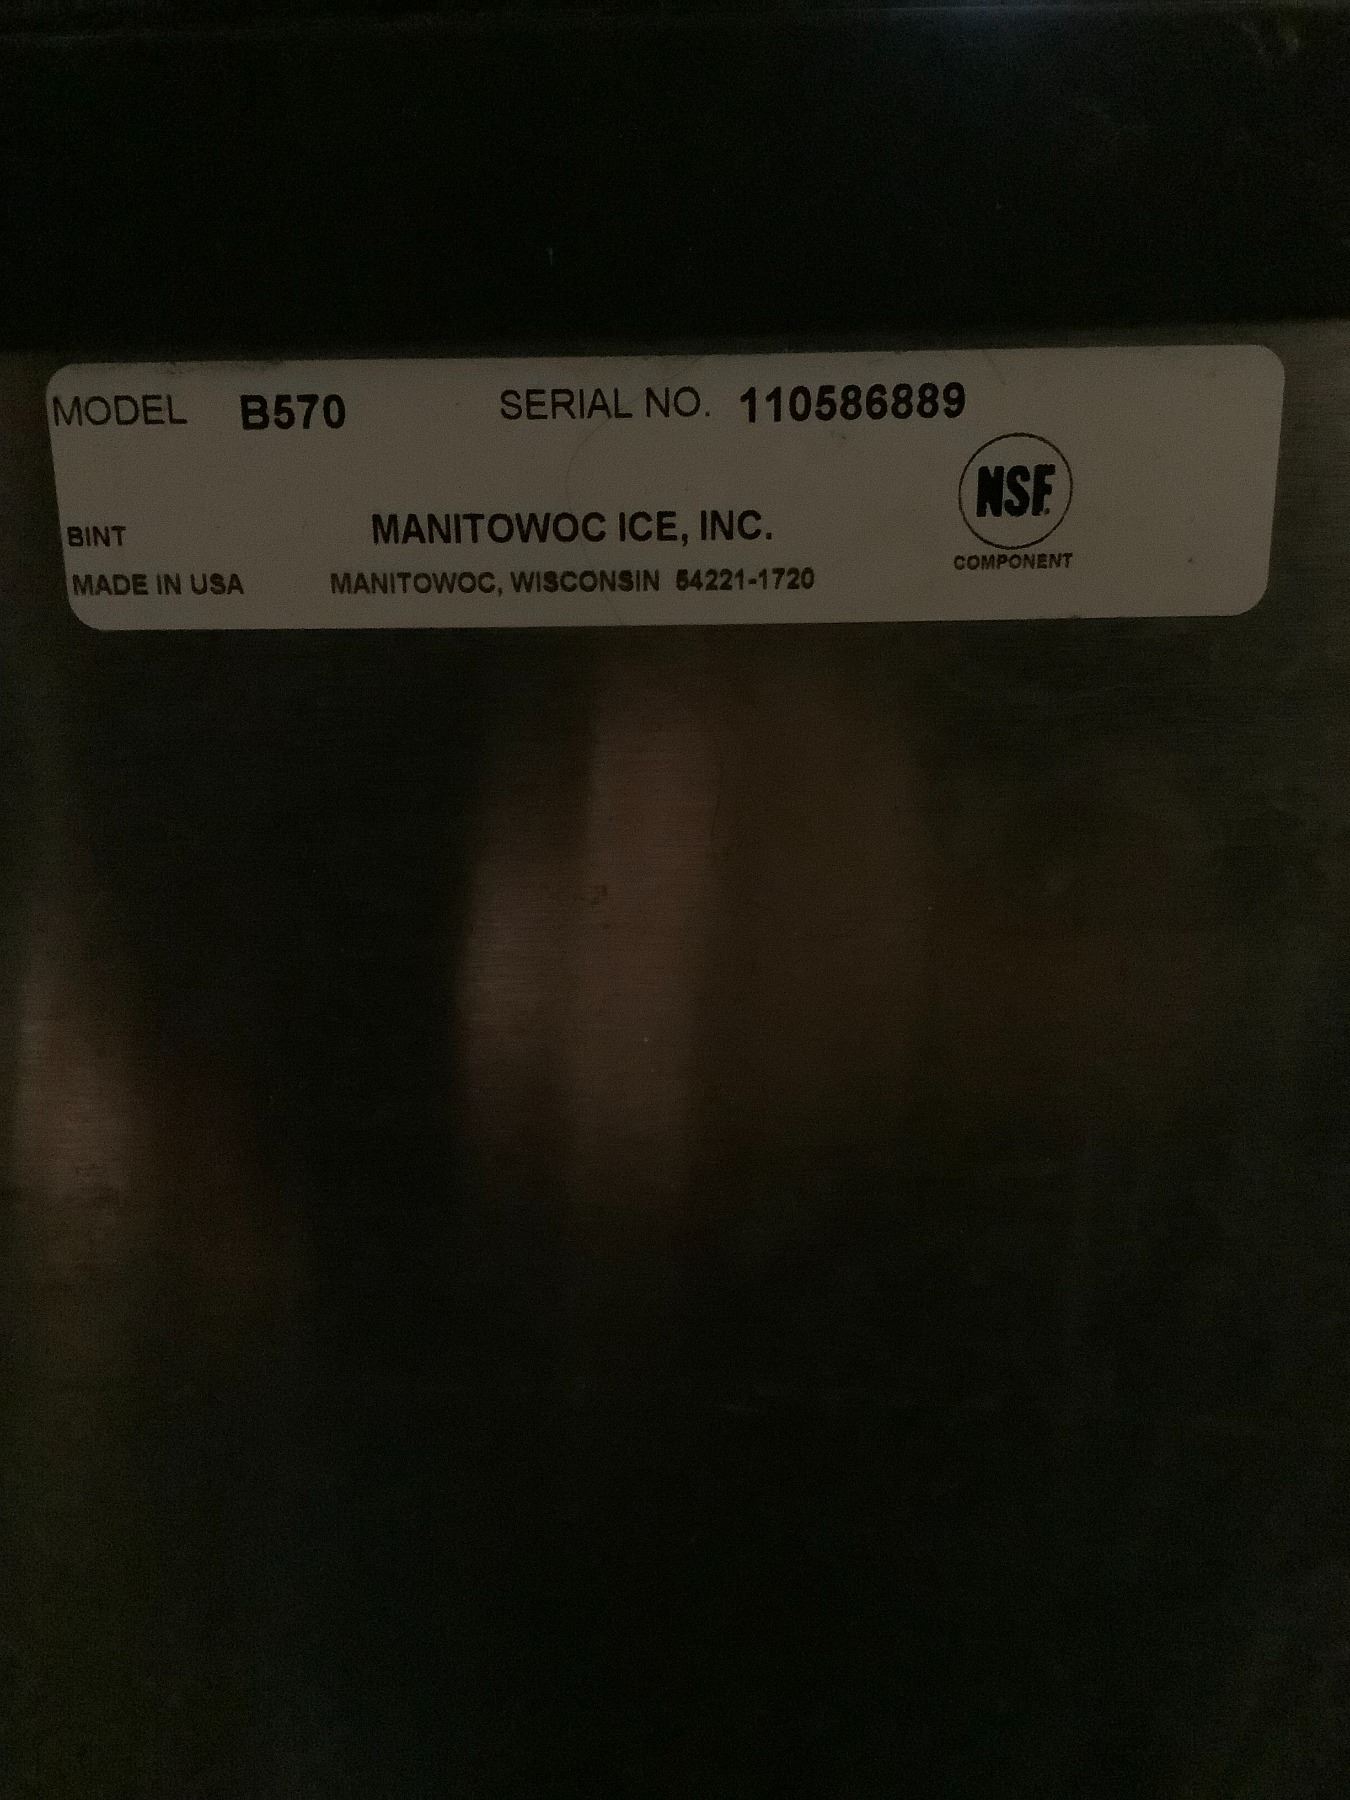 MODEL B570 SERIAL NO. 110586889
NSF.
COMPONENT
BINT MANITOWOC ICE, INC.
MADE IN USA MANITOWOC, WISCONSIN 54221-1720